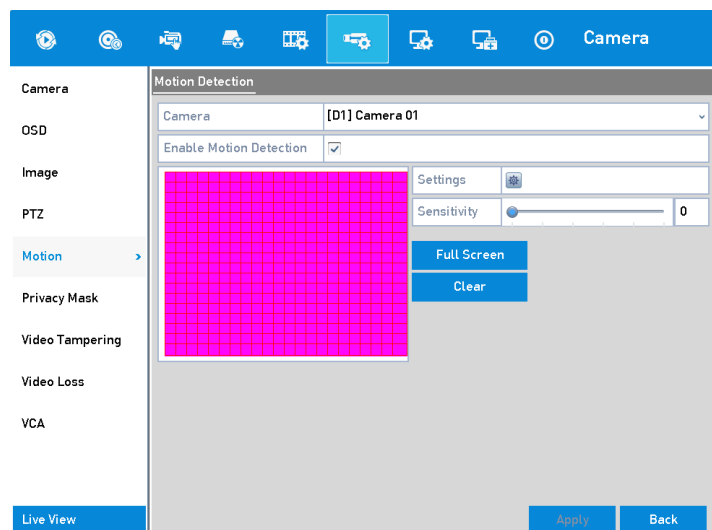 Camera
Camera
OSD
Image
PTZ
Motion
Privacy Mask
Video Tampering
Video Loss
VCA
Live View
Motion Detection
Camera [D1] Camera 01
Enable Motion Detection
Settings
Sensitivity 0
Full Screen
Clear
Apply Back